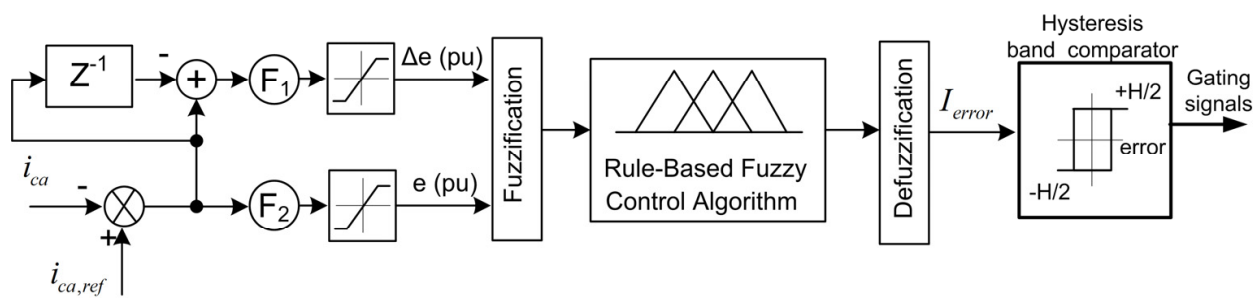 Z-1
-
+
F1
Δe (pu)
ica
-
+
ica,ref
F2
e (pu)
Fuzzification
Rule-Based Fuzzy
Control Algorithm
Defuzzification
Ierror
Hysteresis
band comparator
+H/2
error
-H/2
Gating
signals